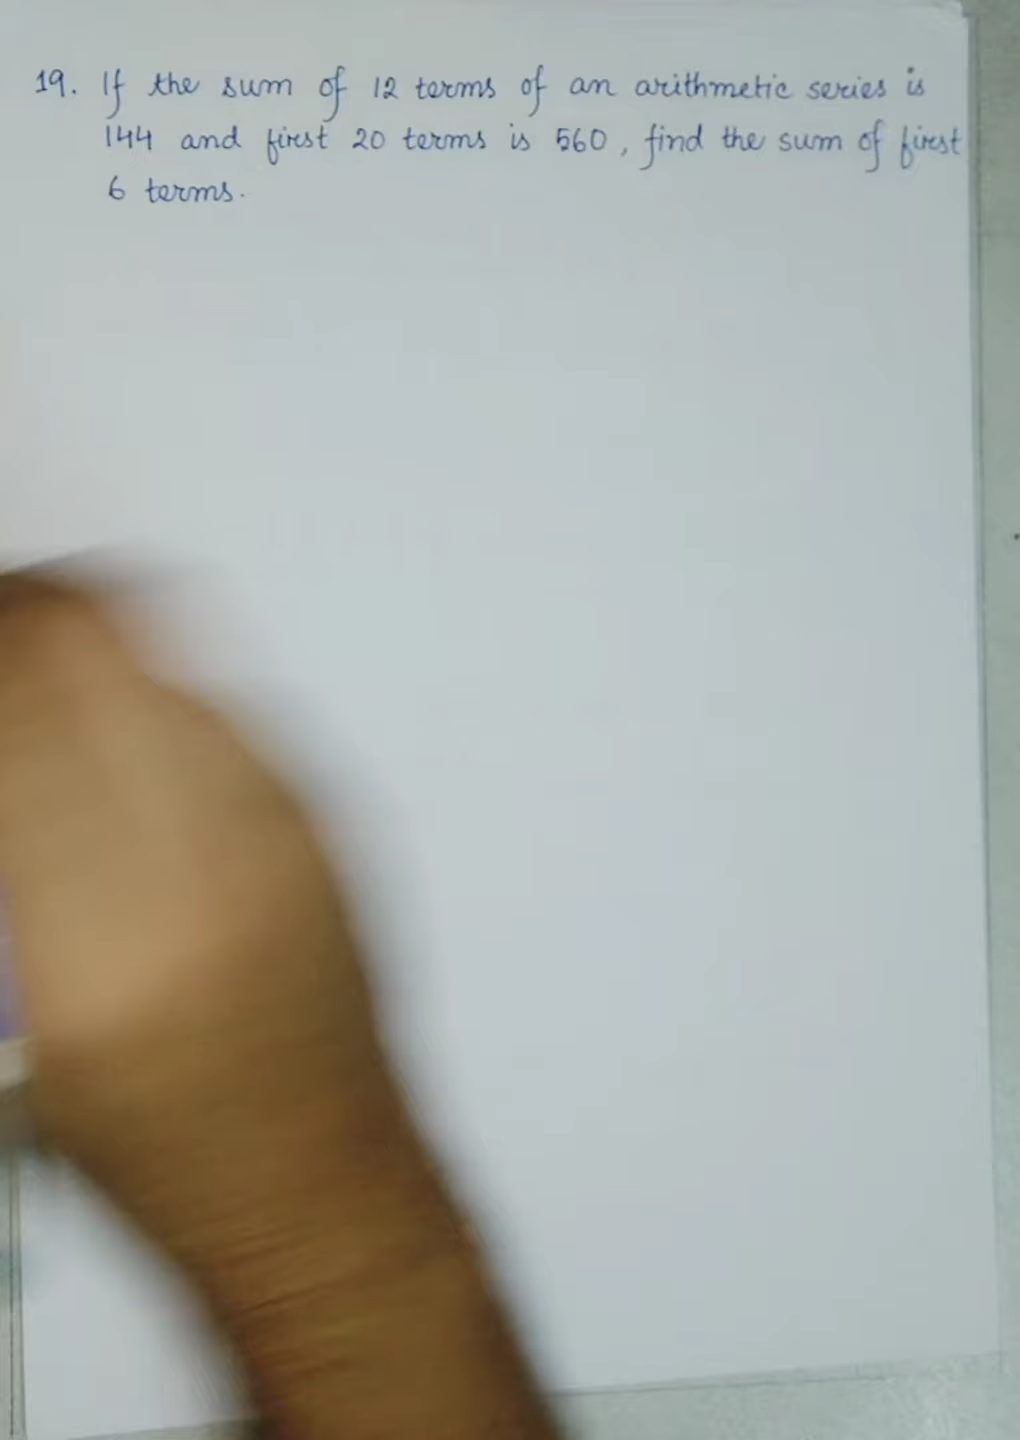 19. If the sum of 12 terms of an arithmetic series is
144 and first 20 terms is 560, find the sum of first
6 terms.